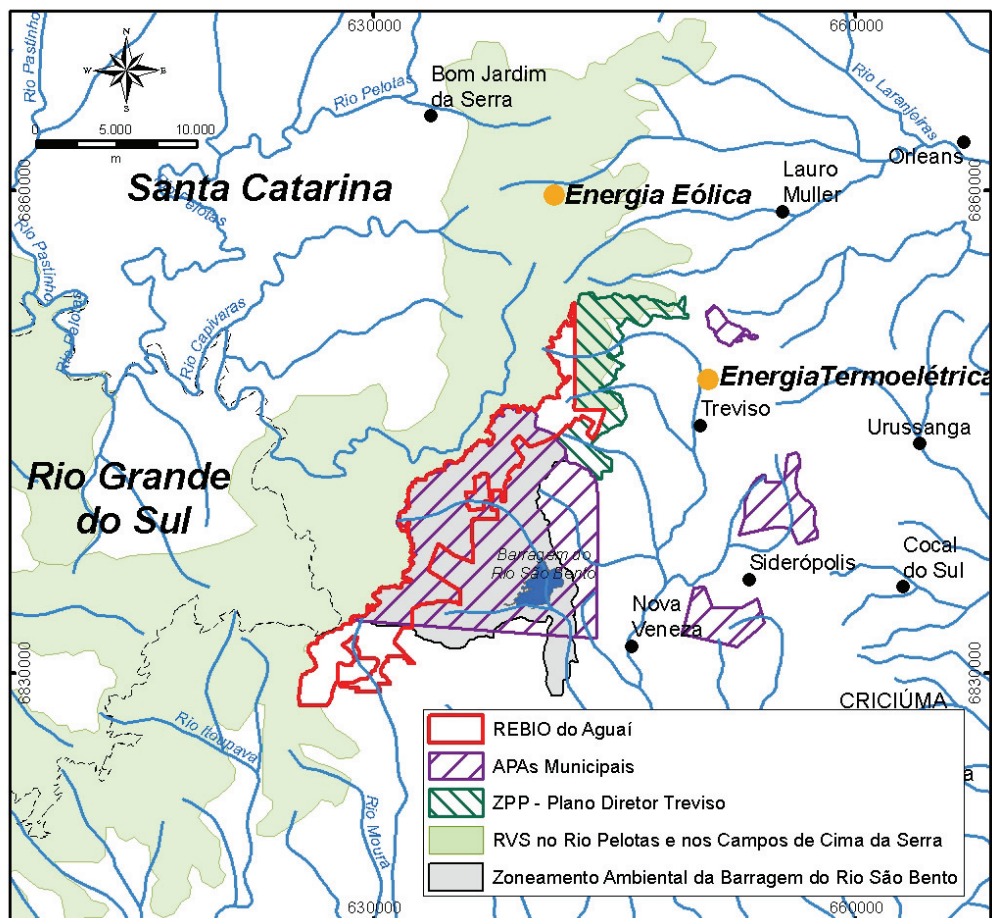 630000
660000
Rio Pastinho
N
W
E
S
0 5.000 10.000
m
Rio Pelotas
Bom Jardim
da Serra
Rio Laranjeiras
Orleans
Lauro
Muller
6860000
6860000
Santa Catarina
Pelotas
Energia Eólica
Rio Pastinho
Rio Pelotas
Rio Capivaras
EnergiaTermoelétrica
Treviso
Urussanga
Rio Grande
do Sul
Barragem do
Rio São Bento
Siderópolis
Cocal
do Sul
Nova
Veneza
6830000
6830000
CRICIÚMA
Rio Itoupava
Rio Moura
a
REBIO do Aguaí
APAs Municipais
ZPP - Plano Diretor Treviso
RVS no Rio Pelotas e nos Campos de Cima da Serra
Zoneamento Ambiental da Barragem do Rio São Bento
630000
660000